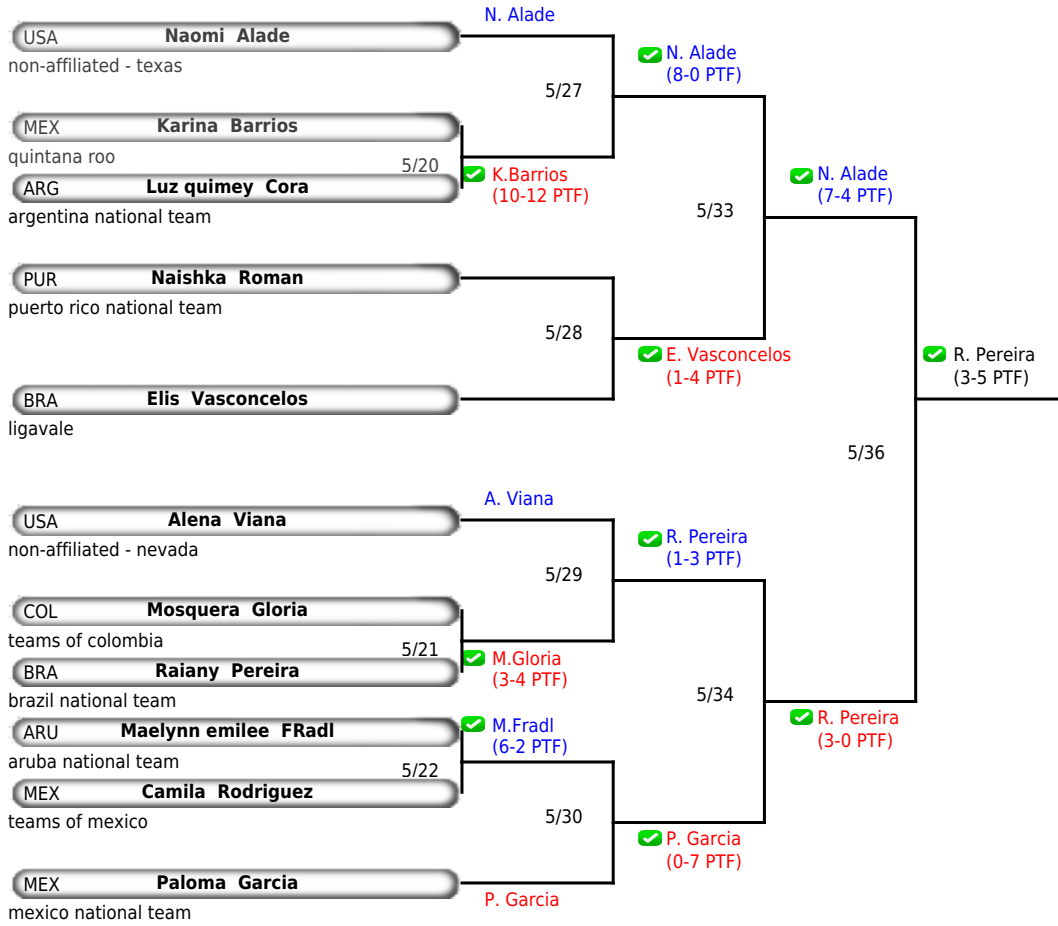 N. Alade
USA Naomi Alade
non-affiliated - texas
5/27
N. Alade
(8-0 PTF)
MEX Karina Barrios
quintana roo
5/20
K.Barrios
(10-12 PTF)
ARG Luz quimey Cora
argentina national team
5/33
N. Alade
(7-4 PTF)
PUR Naishka Roman
puerto rico national team
5/28
E. Vasconcelos
(1-4 PTF)
BRA Elis Vasconcelos
ligavale
R. Pereira
(3-5 PTF)
5/36
A. Viana
USA Alena Viana
non-affiliated - nevada
5/29
R. Pereira
(1-3 PTF)
COL Mosquera Gloria
teams of colombia
5/21
M.Gloria
(3-4 PTF)
BRA Raiany Pereira
brazil national team
5/34
R. Pereira
(3-0 PTF)
ARU Maelynn emilee FRadl
aruba national team
M.Fradl
(6-2 PTF)
5/22
MEX Camila Rodriguez
teams of mexico
5/30
P. Garcia
(0-7 PTF)
MEX Paloma Garcia
mexico national team
P. Garcia